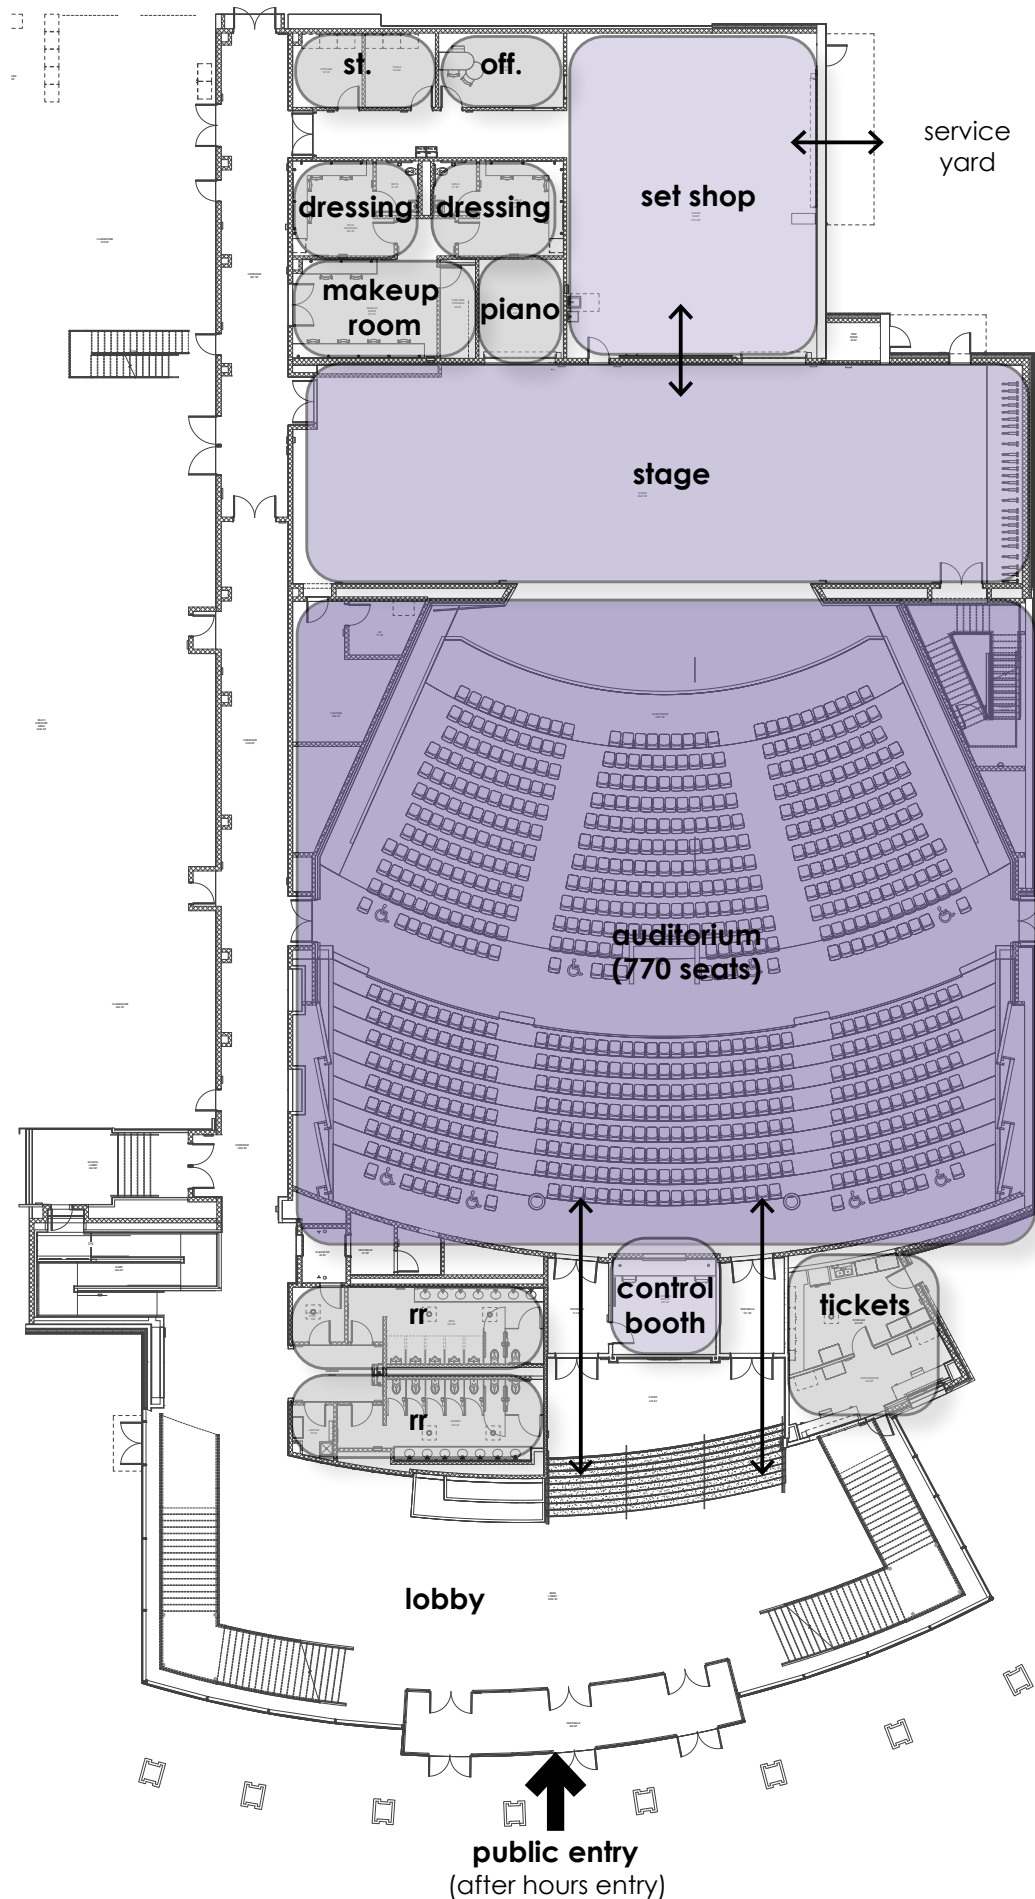 st.
off.
service
yard
set shop
dressing
dressing
makeup
room
piano
stage
auditorium
(770 seats)
control
booth
tickets
rr
rr
lobby
public entry
(after hours entry)